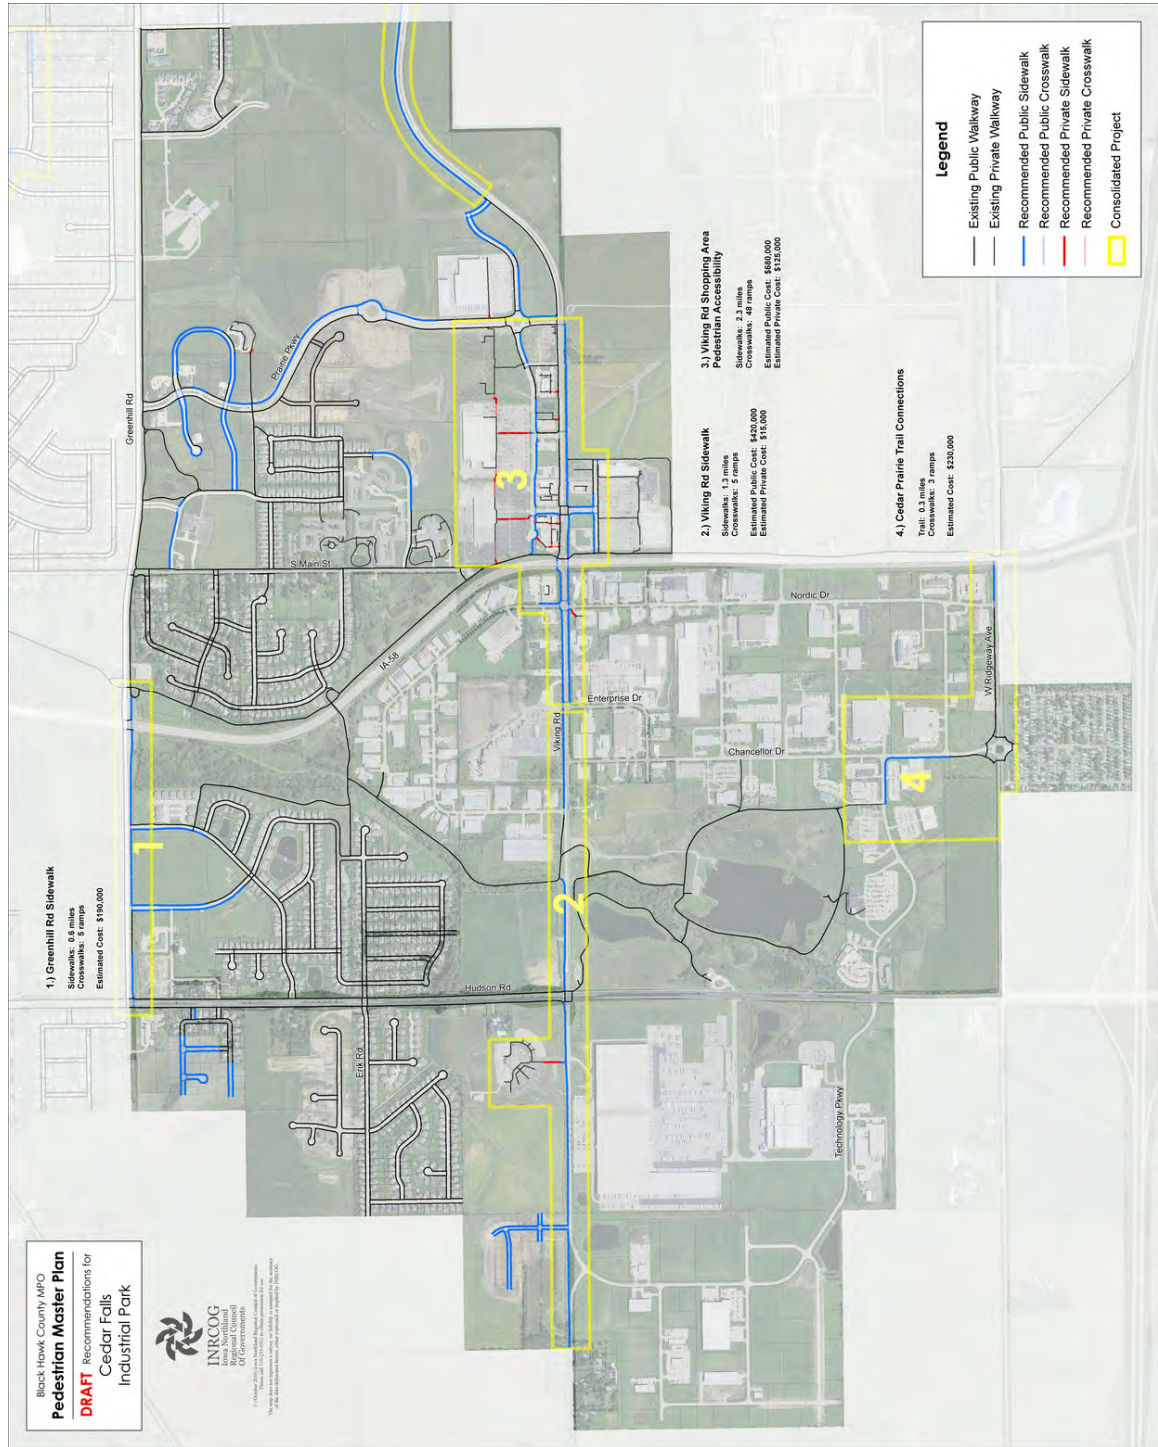 Black Hawk County MPO
Pedestrian Master Plan
DRAFT Recommendations for
Cedar Falls
Industrial Park
INRCOG
Iowa Northland
Regional Council
Of Governments
1.) Greenhill Rd Sidewalk
Sidewalks: 0.6 miles
Crosswalks: 5 ramps
Estimated Cost: $190,000
2.) Viking Rd Sidewalk
Sidewalks: 1.3 miles
Crosswalks: 5 ramps
Estimated Public Cost: $420,000
Estimated Private Cost: $15,000
3.) Viking Rd Shopping Area
Pedestrian Accessibility
Sidewalks: 2.3 miles
Crosswalks: 48 ramps
Estimated Public Cost: $680,000
Estimated Private Cost: $125,000
4.) Cedar Prairie Trail Connections
Trail: 0.3 miles
Crosswalks: 3 ramps
Estimated Cost: $230,000
Legend
Existing Public Walkway
Existing Private Walkway
Recommended Public Sidewalk
Recommended Public Crosswalk
Recommended Private Sidewalk
Recommended Private Crosswalk
Consolidated Project
Greenhill Rd
Prairie Pkwy
S Main St
IA-58
Viking Rd
Enterprise Dr
Nordic Dr
Chancellor Dr
W Ridgeway Ave
Hudson Rd
Erik Rd
Technology Pkwy
1
2
3
4